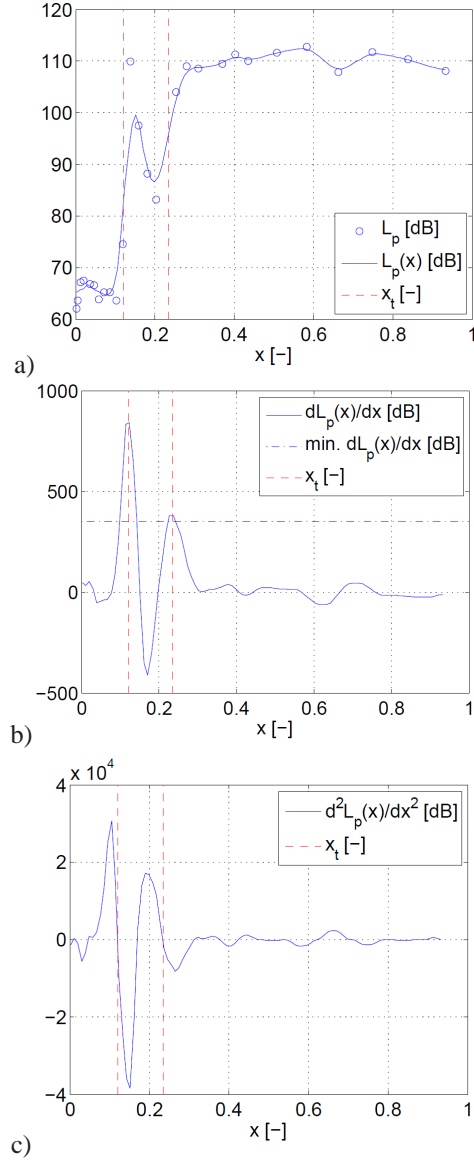 120
110
100
90
80
70
60
0 0.2 0.4 0.6 0.8 1
x [−]
L_p [dB]
L_p(x) [dB]
x_t [−]
a)
1000
500
0
−500
0 0.2 0.4 0.6 0.8 1
x [−]
dL_p(x)/dx [dB]
min. dL_p(x)/dx [dB]
x_t [−]
b)
x 10^4
4
2
0
−2
−4
0 0.2 0.4 0.6 0.8 1
x [−]
d^2L_p(x)/dx^2 [dB]
x_t [−]
c)